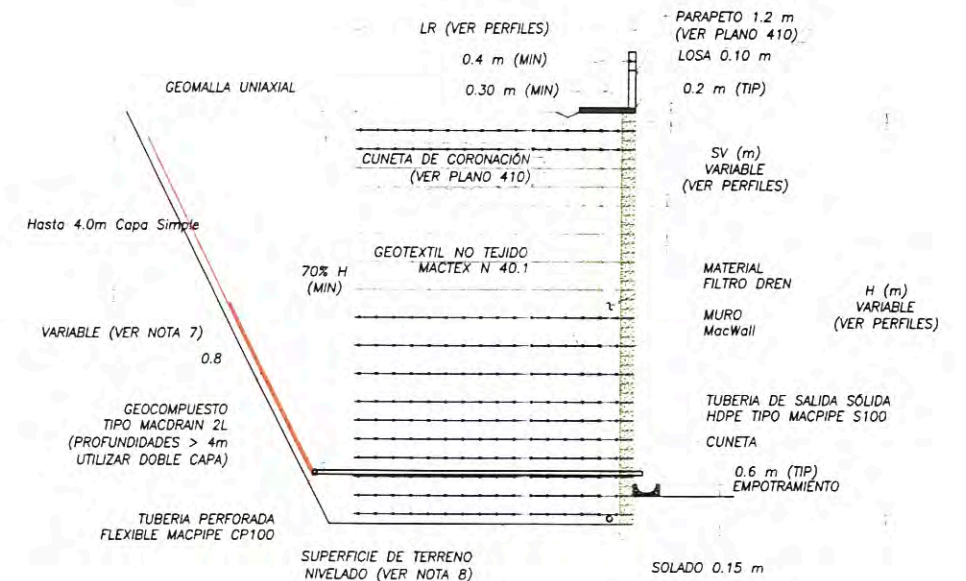 LR (VER PERFILES)
0.4 m (MIN)
0.30 m (MIN)
PARAPETO 1.2 m
(VER PLANO 410)
LOSA 0.10 m
0.2 m (TIP)
GEOMALLA UNIAXIAL
CUNETA DE CORONACIÓN
(VER PLANO 410)
SV (m)
VARIABLE
(VER PERFILES)
Hasta 4.0m Capa Simple
GEOTEXTIL NO TEJIDO
MACTEX N 40.1
70% H
(MIN)
MATERIAL
FILTRO DREN
MURO
MacWall
H (m)
VARIABLE
(VER PERFILES)
VARIABLE (VER NOTA 7)
0.8
GEOCOMPUESTO
TIPO MACDRAIN 2L
(PROFUNDIDADES > 4m
UTILIZAR DOBLE CAPA)
TUBERIA DE SALIDA SÓLIDA
HDPE TIPO MACPIPE S100
CUNETA
0.6 m (TIP)
EMPOTRAMIENTO
TUBERIA PERFORADA
FLEXIBLE MACPIPE CP100
SUPERFICIE DE TERRENO
NIVELADO (VER NOTA 8)
SOLADO 0.15 m